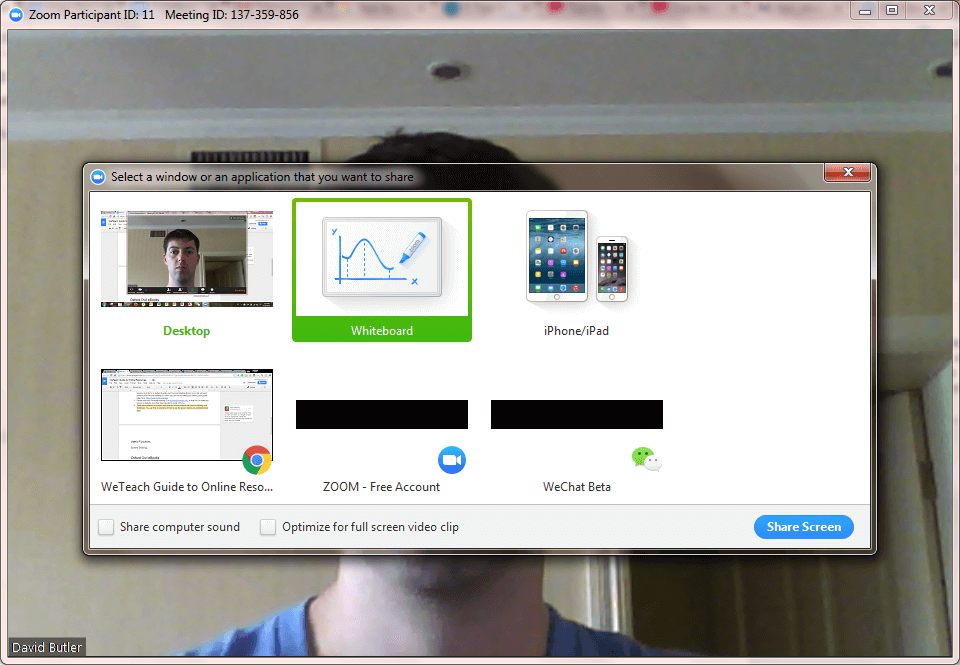 Zoom Participant ID: 11 Meeting ID: 137-359-856
Select a window or an application that you want to share
y
x
Desktop
Whiteboard
iPhone/iPad
WeTeach Guide to Online Reso...
ZOOM - Free Account
WeChat Beta
Share computer sound
Optimize for full screen video clip
Share Screen
David Butler